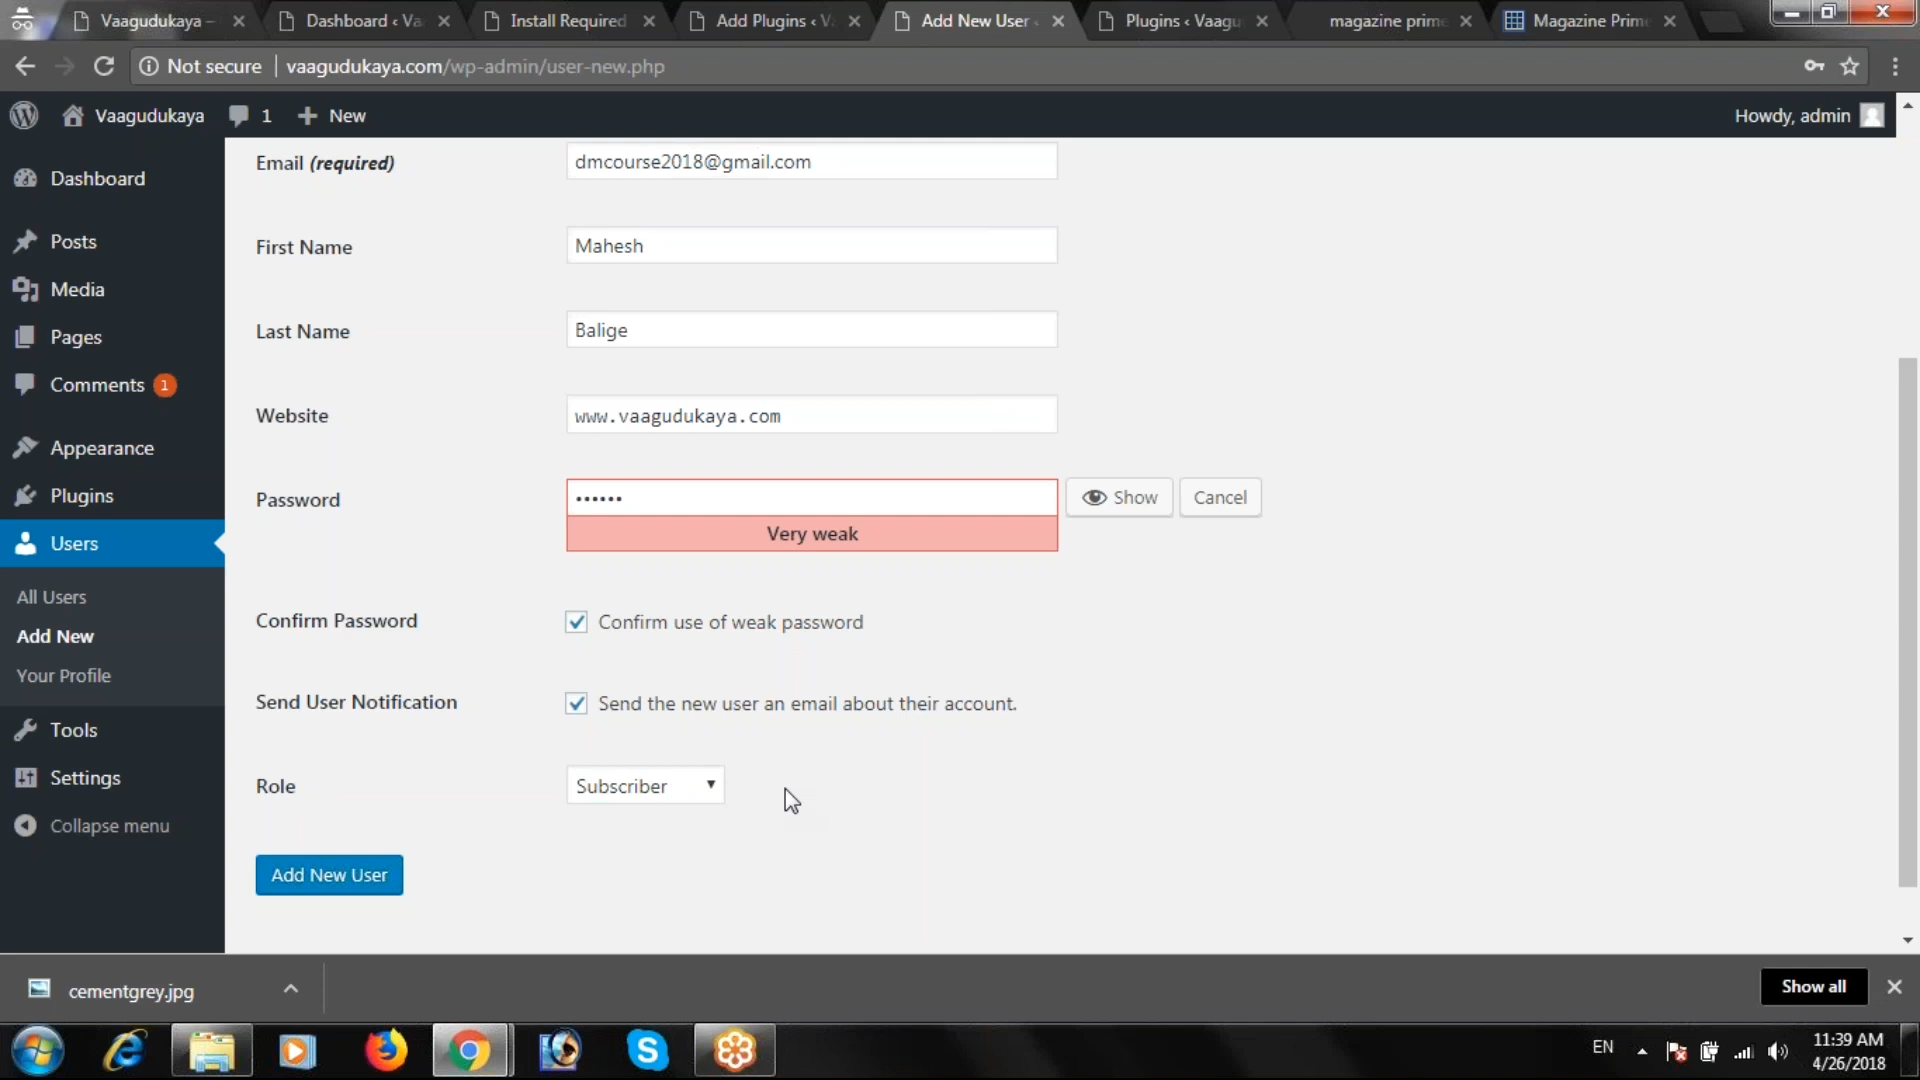 Vaagudukaya –
Dashboard ‹ Va
Install Required
Add Plugins ‹ V
Add New User ‹
Plugins ‹ Vaagu
magazine prime
Magazine Prim
Not secure | vaagudukaya.com/wp-admin/user-new.php
Vaagudukaya 1 New
Howdy, admin
Dashboard
Posts
Media
Pages
Comments 1
Appearance
Plugins
Users
All Users
Add New
Your Profile
Tools
Settings
Collapse menu
Email (required) dmcourse2018@gmail.com
First Name Mahesh
Last Name Balige
Website www.vaagudukaya.com
Password •••••• Show Cancel
Very weak
Confirm Password Confirm use of weak password
Send User Notification Send the new user an email about their account.
Role Subscriber
Add New User
cementgrey.jpg
Show all
EN
11:39 AM
4/26/2018